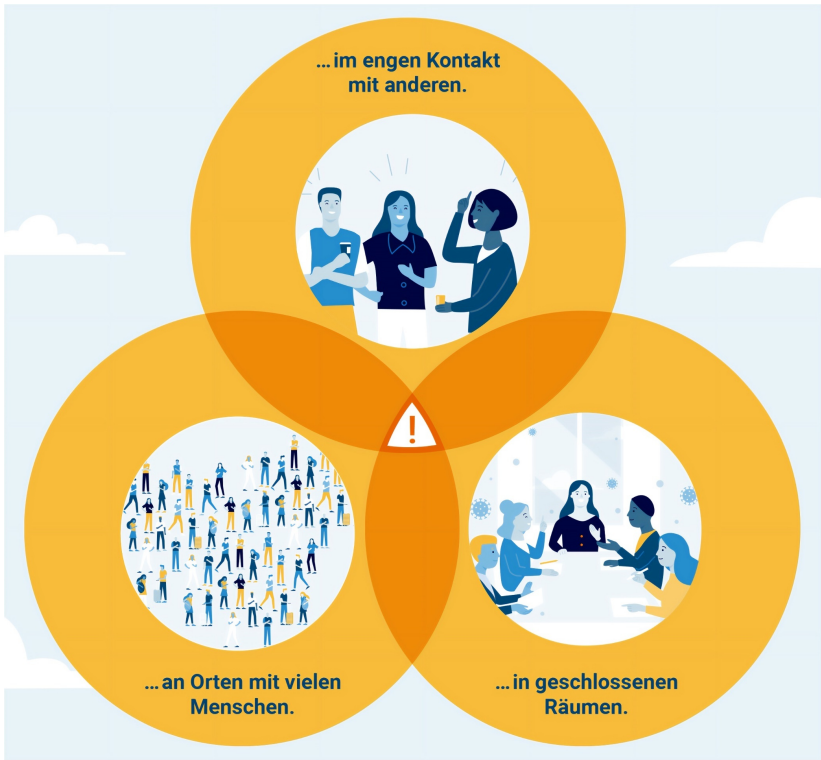 ...im engen Kontakt
mit anderen.
!
...an Orten mit vielen
Menschen.
...in geschlossenen
Räumen.